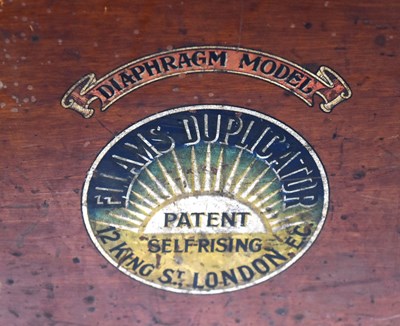 DIAPHRAGM MODEL
ELLAMS DUPLICATOR
PATENT
SELF-RISING
12 KING ST. LONDON, E.C.